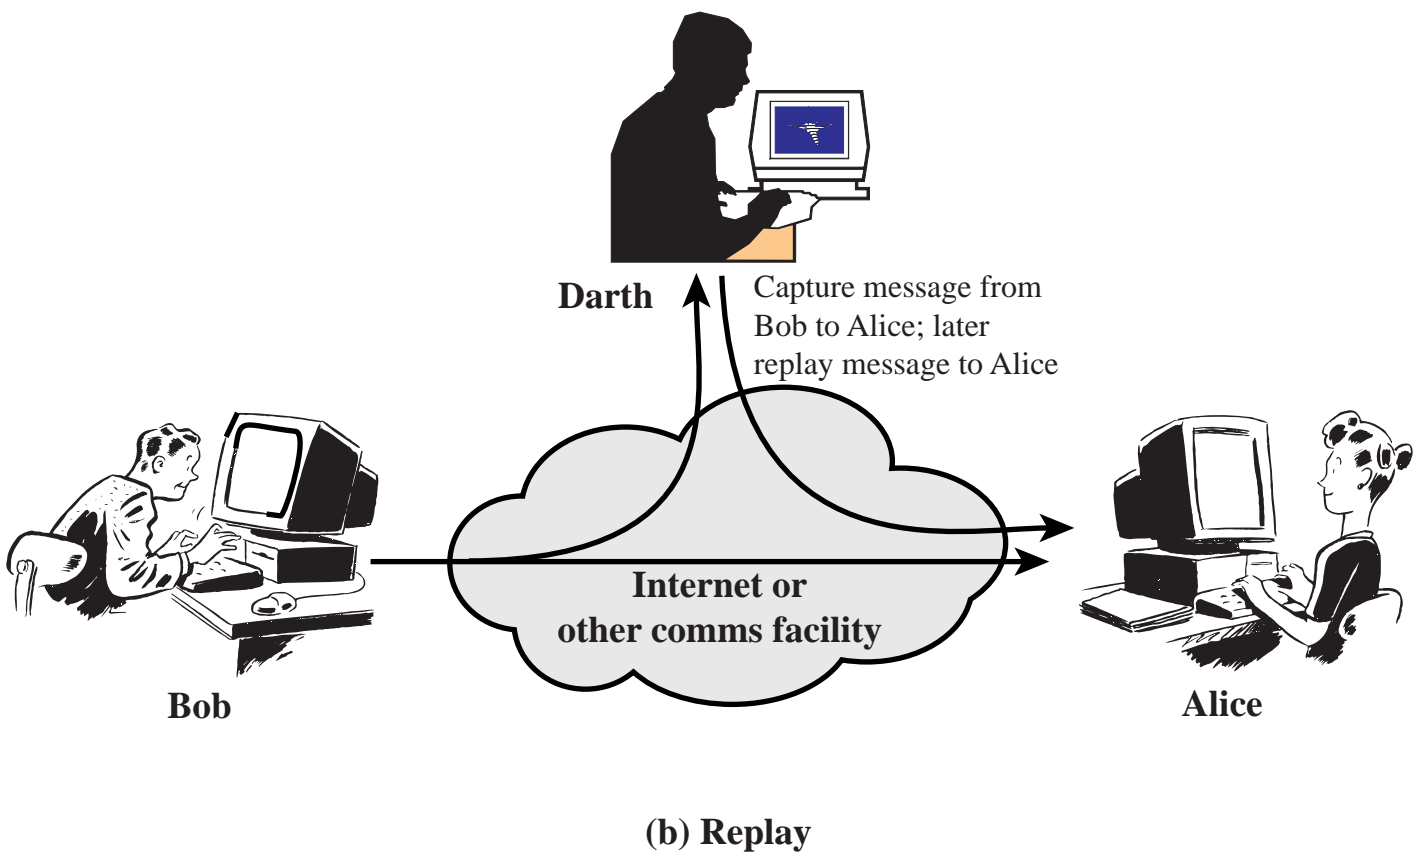 Darth
Capture message from
Bob to Alice; later
replay message to Alice
Internet or
other comms facility
Bob
Alice
(b) Replay